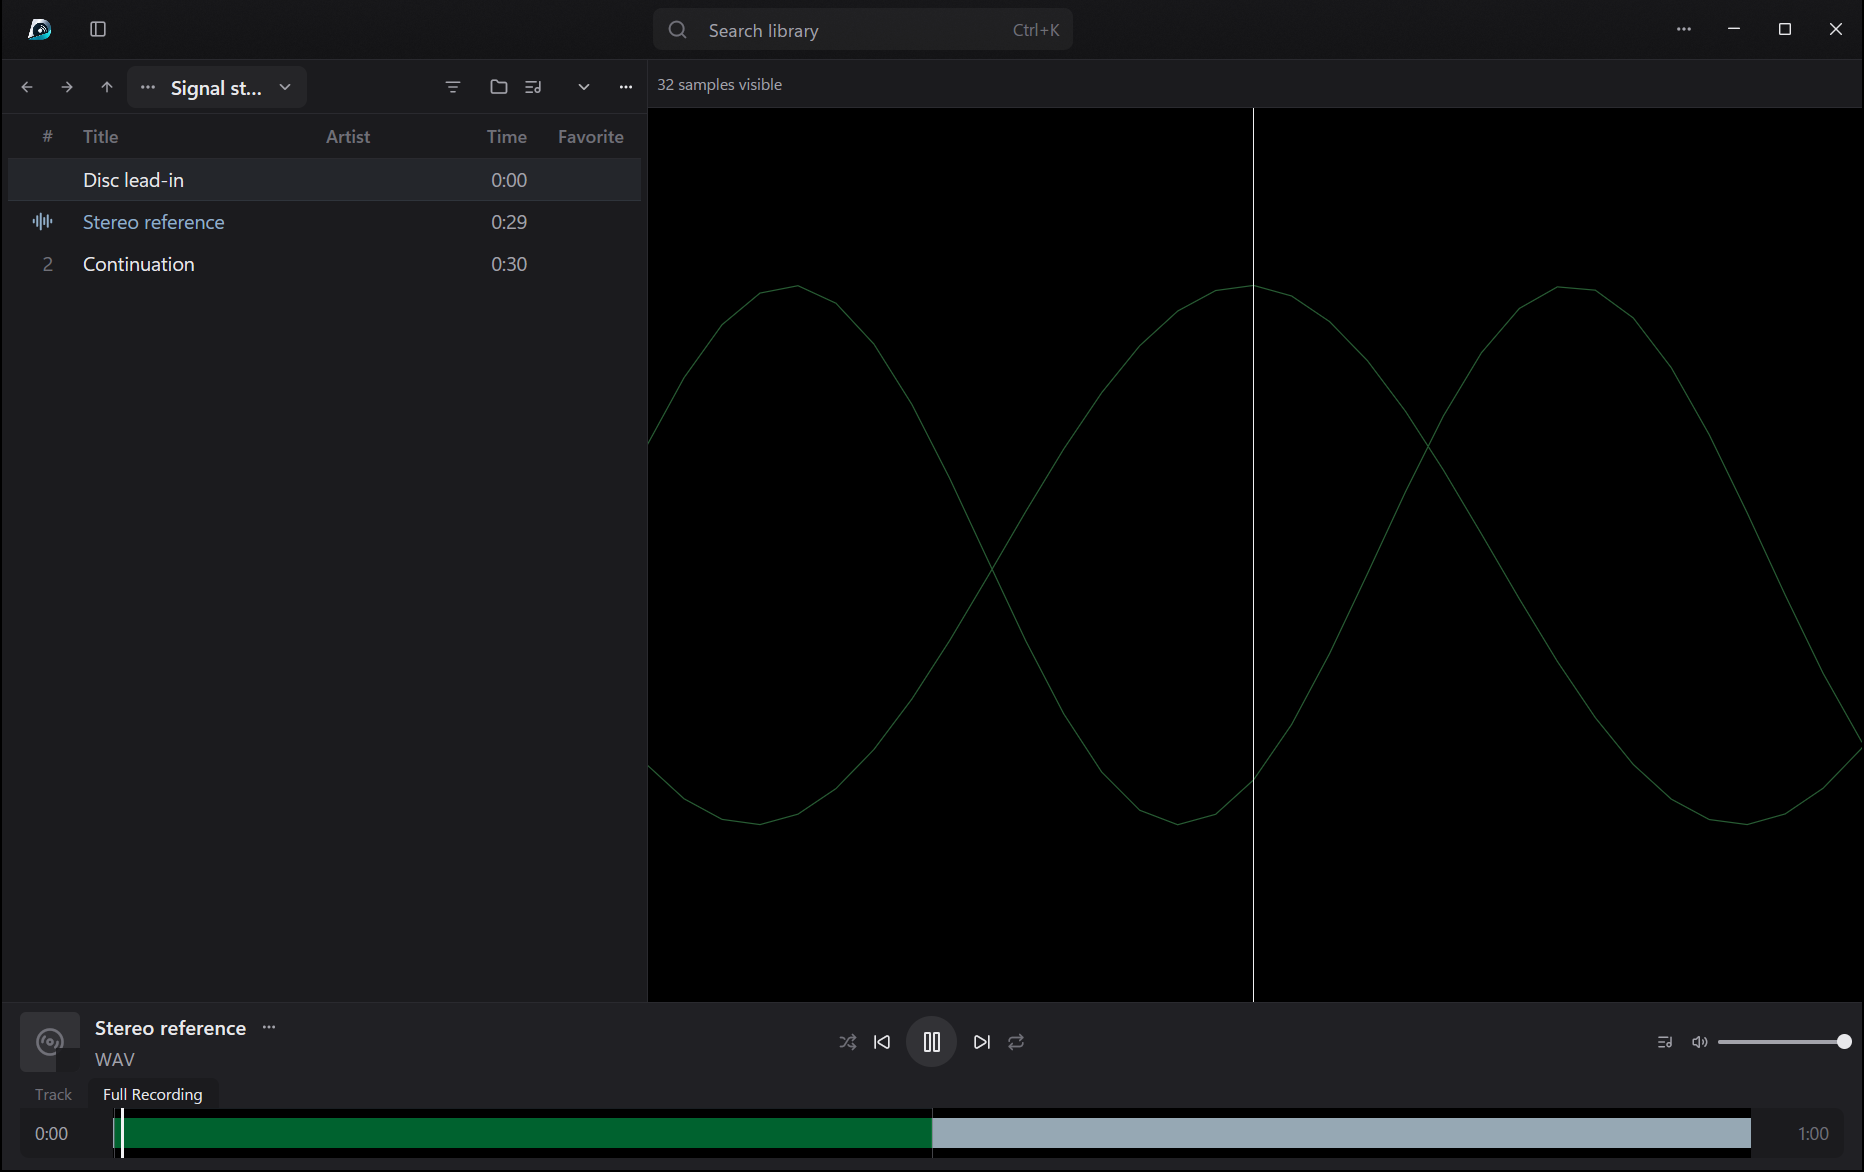 Search library Ctrl+K
Signal st...
32 samples visible
# Title Artist Time Favorite
Disc lead-in 0:00
Stereo reference 0:29
2 Continuation 0:30
Stereo reference
WAV
Track Full Recording
0:00 1:00